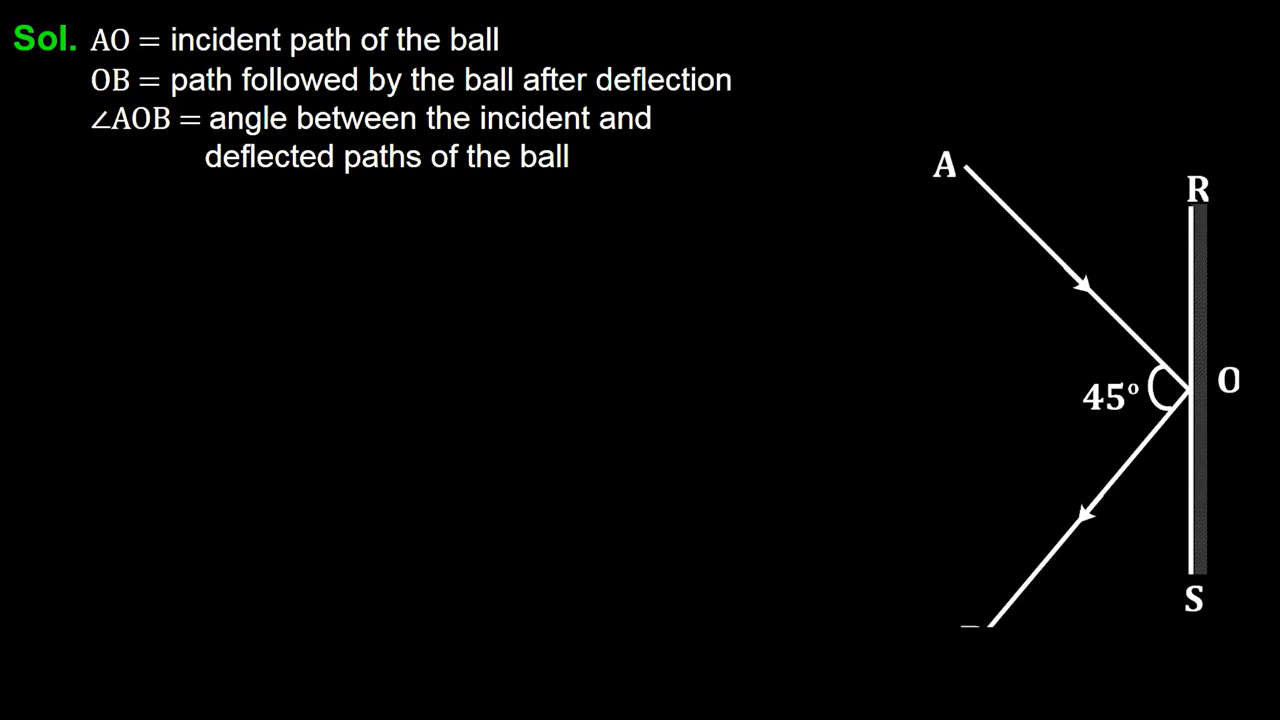 Sol. AO = incident path of the ball
OB = path followed by the ball after deflection
∠AOB = angle between the incident and
deflected paths of the ball
A
R
O
45°
S